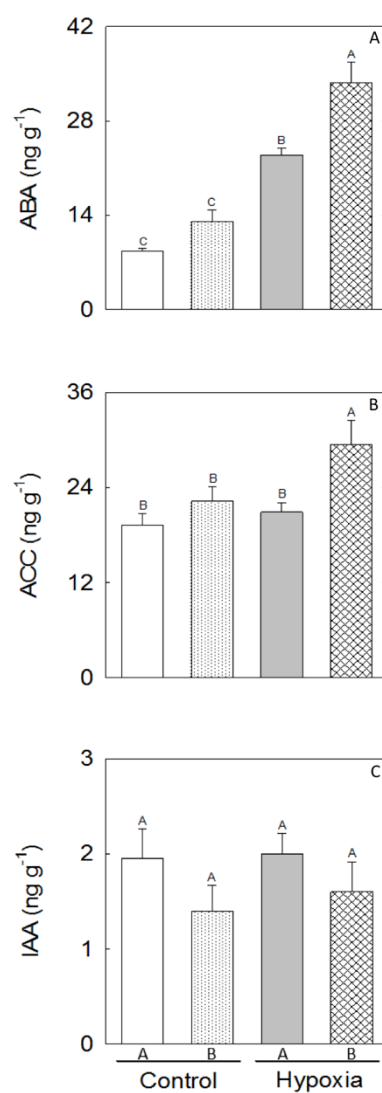 42
A
A
28
B
ABA (ng g⁻¹)
14
C
C
0
36
B
A
24
B
B
B
ACC (ng g⁻¹)
12
0
3
C
A
A
A
A
2
IAA (ng g⁻¹)
1
0
A B A B
Control Hypoxia